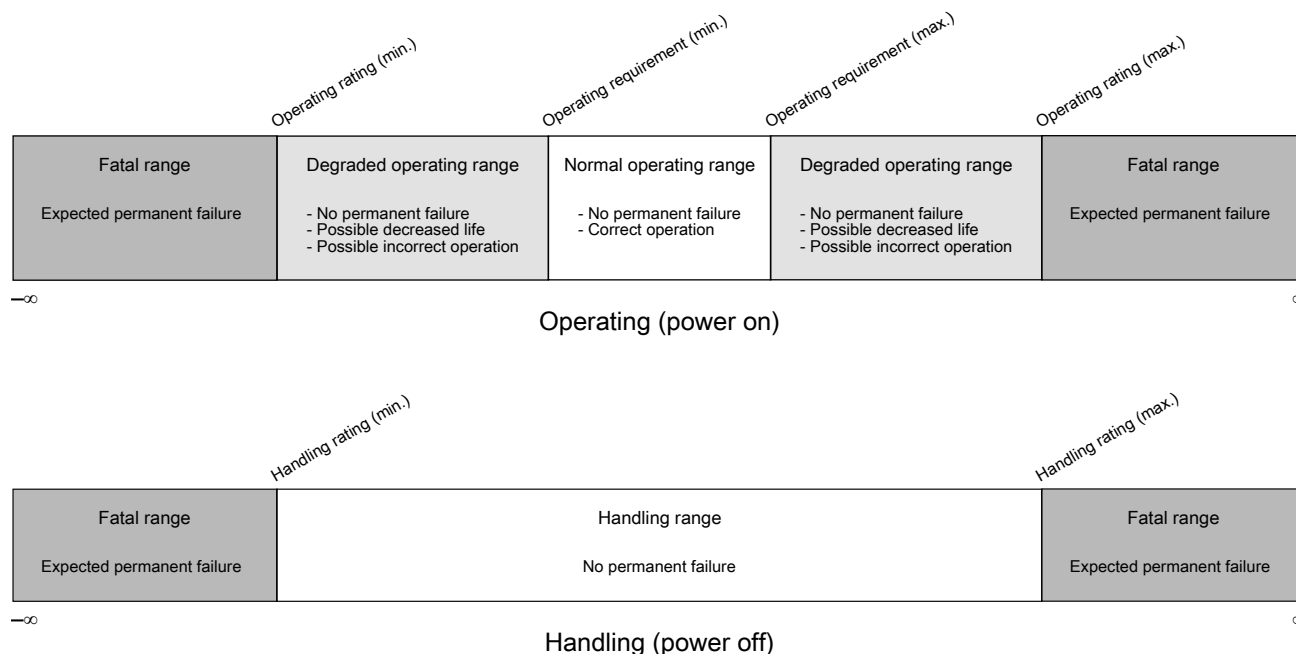 Operating rating (min.)
Operating requirement (min.)
Operating requirement (max.)
Operating rating (max.)
Fatal range
Degraded operating range
Normal operating range
Degraded operating range
Fatal range
Expected permanent failure
- No permanent failure
- Possible decreased life
- Possible incorrect operation
- No permanent failure
- Correct operation
- No permanent failure
- Possible decreased life
- Possible incorrect operation
Expected permanent failure
–∞
Operating (power on)
Handling rating (min.)
Handling rating (max.)
Fatal range
Handling range
Fatal range
Expected permanent failure
No permanent failure
Expected permanent failure
–∞
Handling (power off)